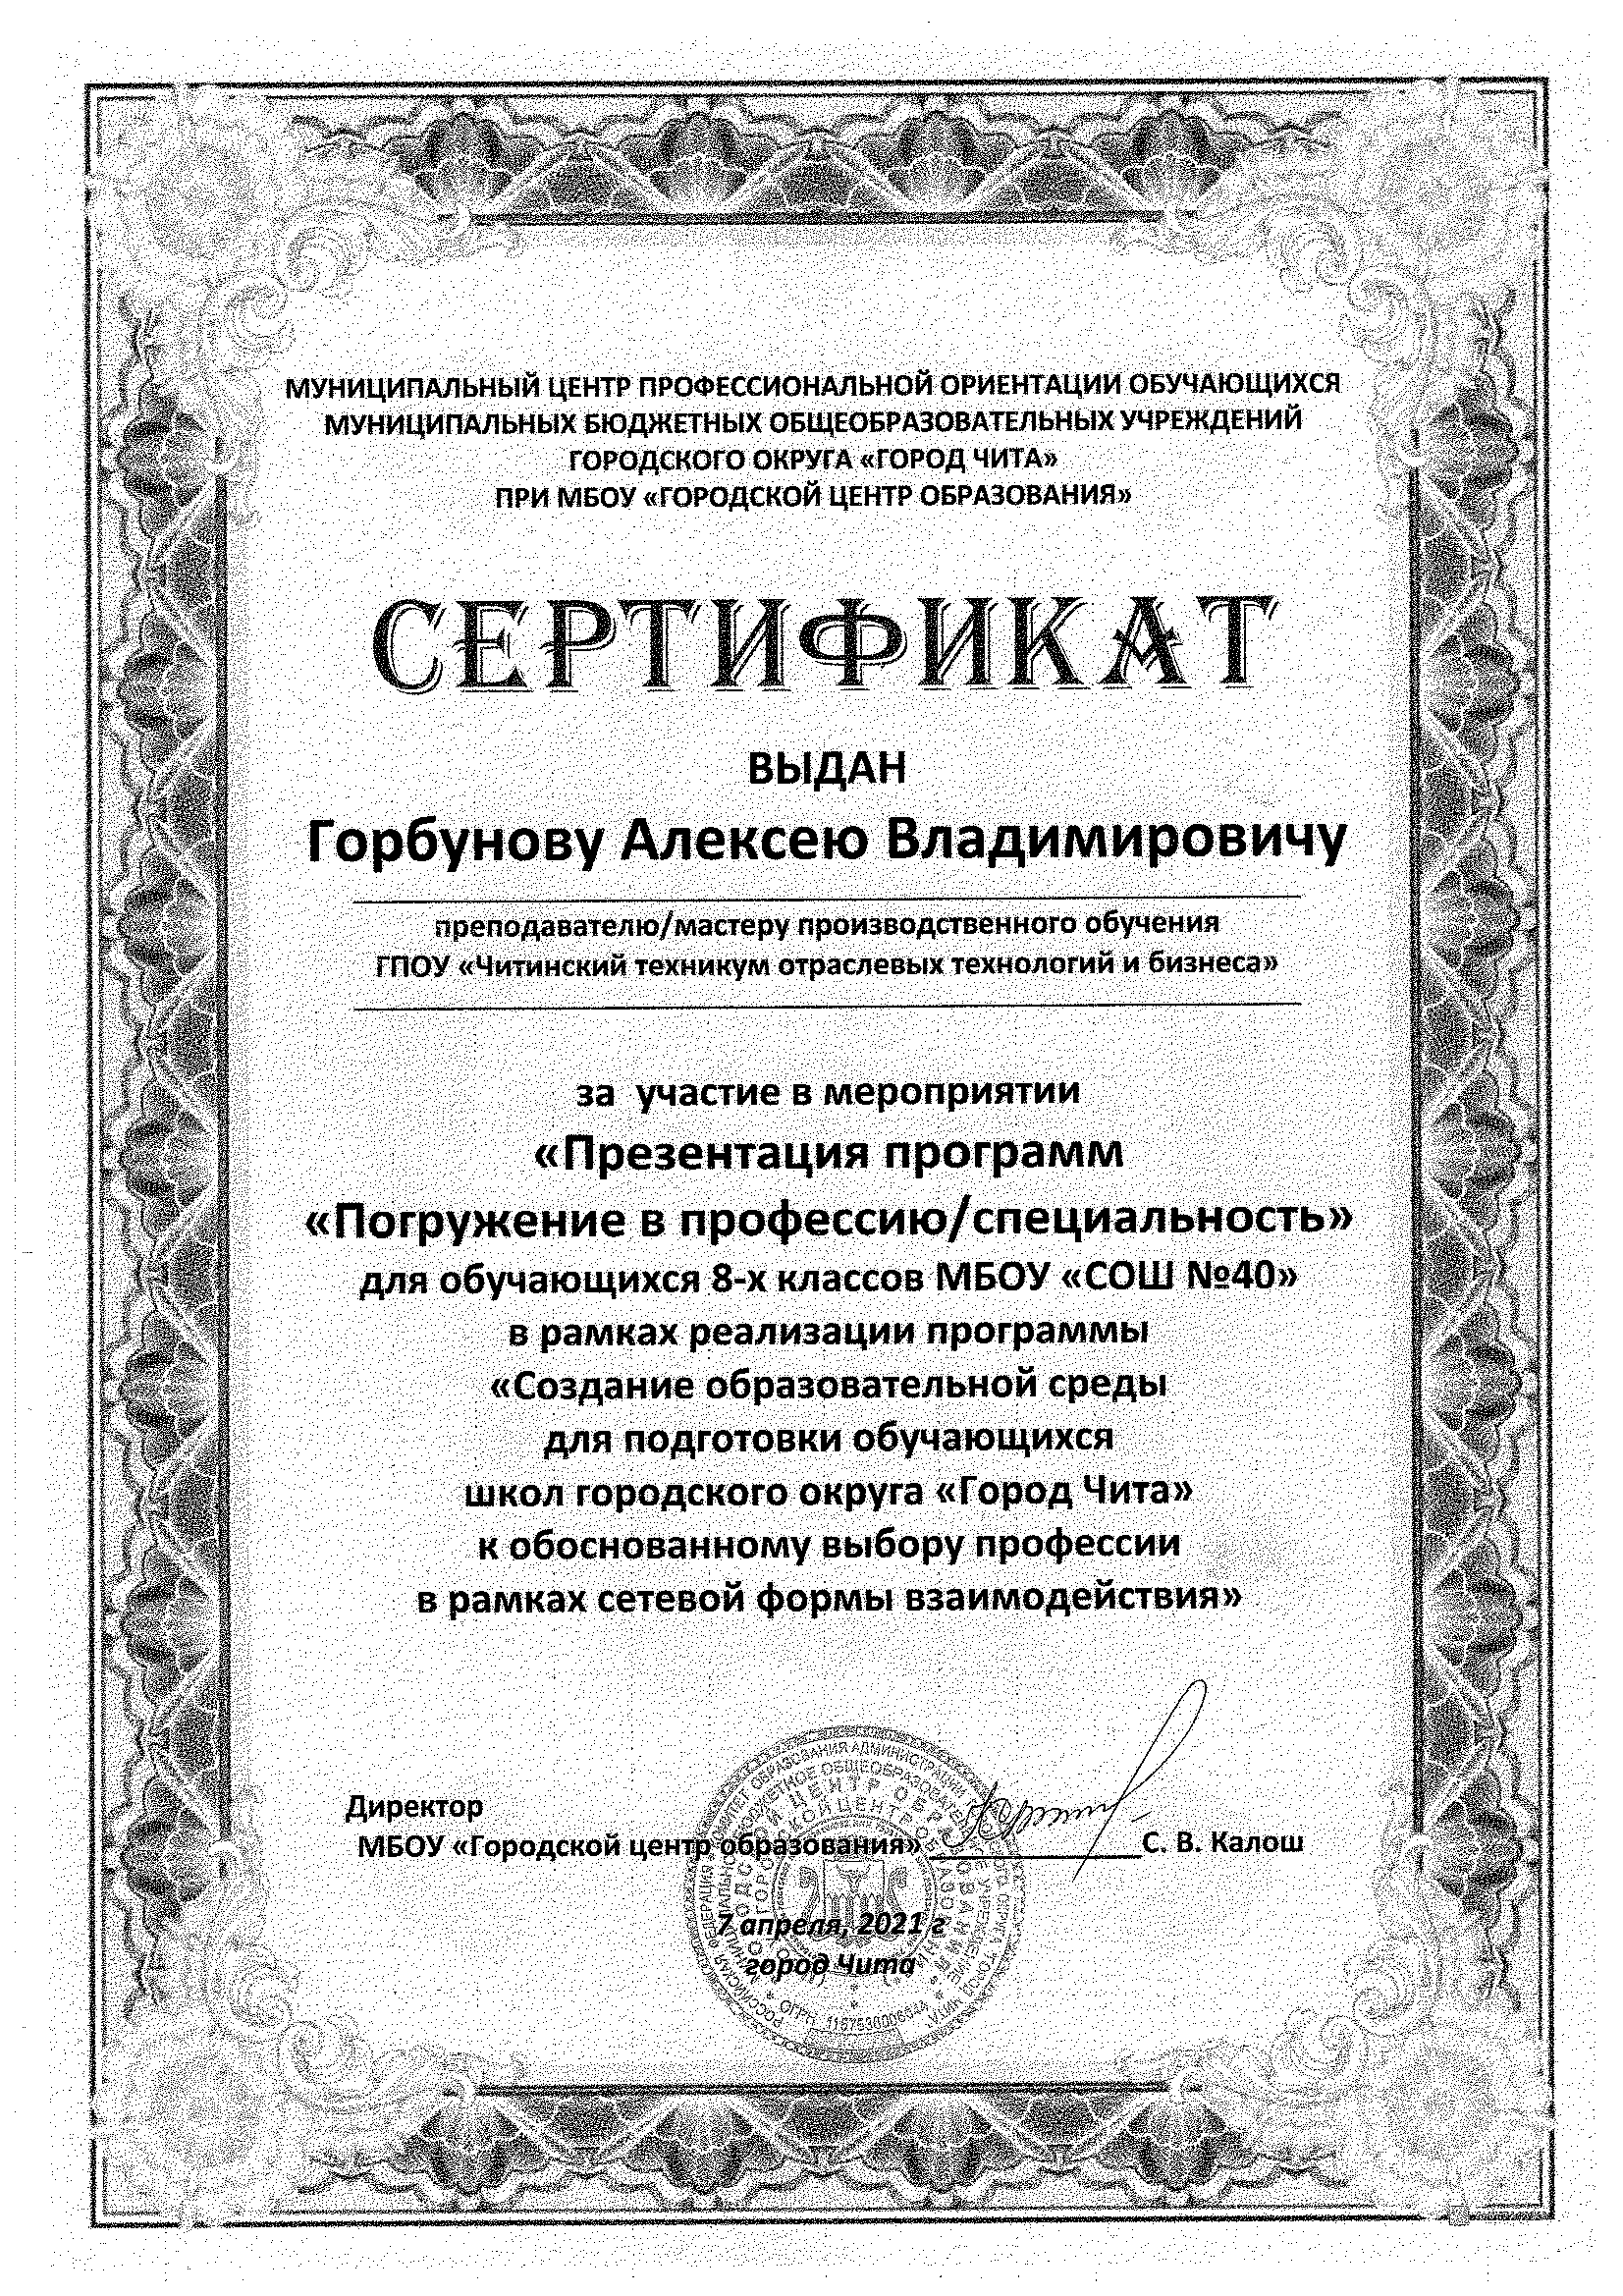 МУНИЦИПАЛЬНЫЙ ЦЕНТР ПРОФЕССИОНАЛЬНОЙ ОРИЕНТАЦИИ ОБУЧАЮЩИХСЯ
МУНИЦИПАЛЬНЫХ БЮДЖЕТНЫХ ОБЩЕОБРАЗОВАТЕЛЬНЫХ УЧРЕЖДЕНИЙ
ГОРОДСКОГО ОКРУГА «ГОРОД ЧИТА»
ПРИ МБОУ «ГОРОДСКОЙ ЦЕНТР ОБРАЗОВАНИЯ»
СЕРТИФИКАТ
ВЫДАН
Горбунову Алексею Владимировичу
преподавателю/мастеру производственного обучения
ГПОУ «Читинский техникум отраслевых технологий и бизнеса»
за участие в мероприятии
«Презентация программ
«Погружение в профессию/специальность»
для обучающихся 8-х классов МБОУ «СОШ №40»
в рамках реализации программы
«Создание образовательной среды
для подготовки обучающихся
школ городского округа «Город Чита»
к обоснованному выбору профессии
в рамках сетевой формы взаимодействия»
Директор
МБОУ «Городской центр образования» С. В. Калош
7 апреля, 2021 г
город Чита